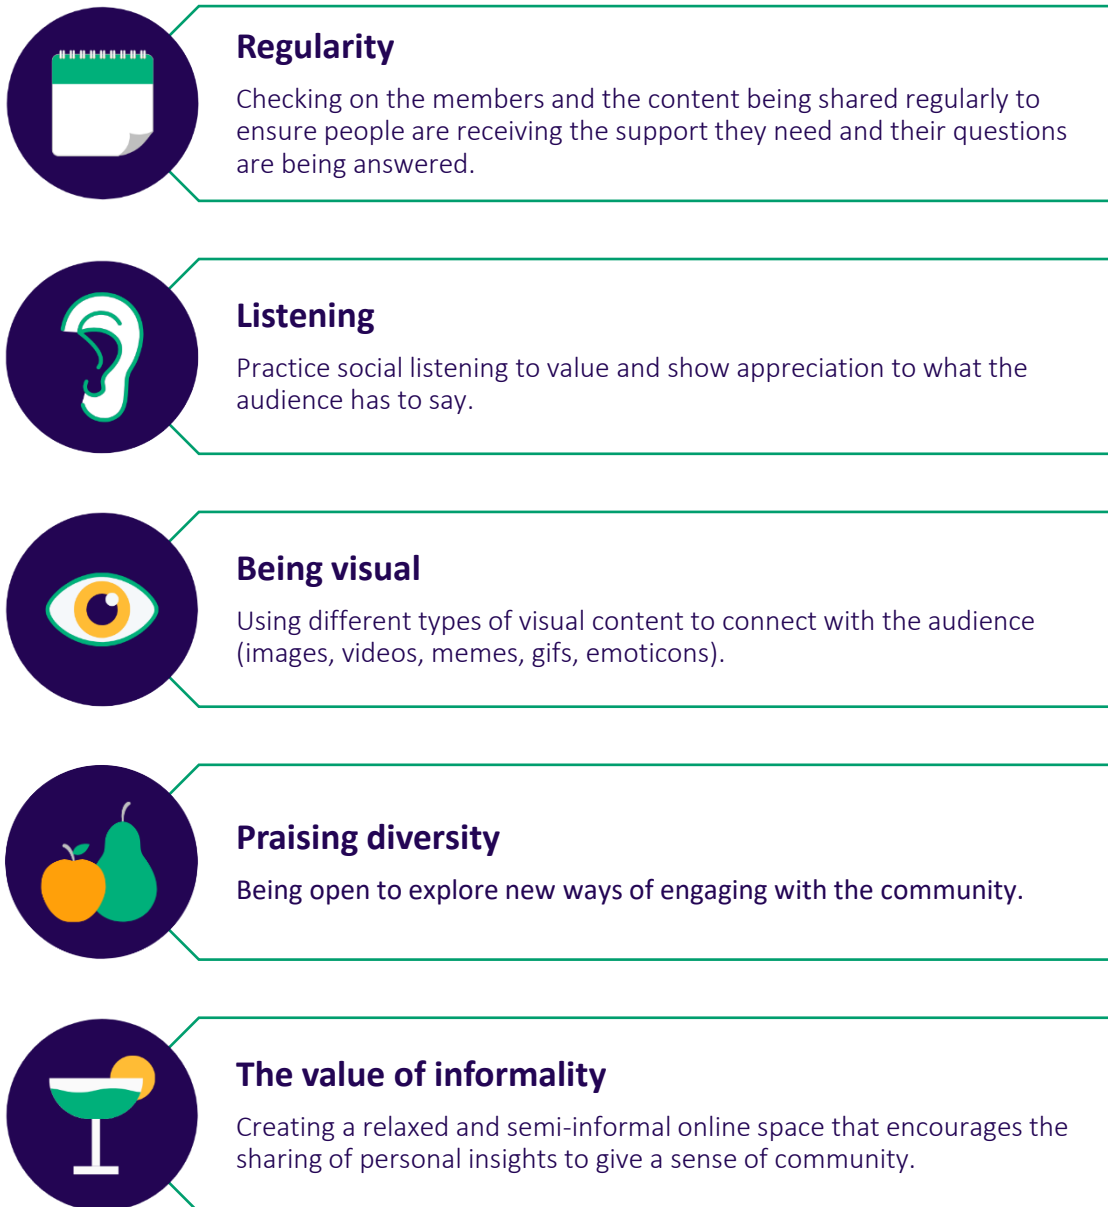 Regularity
Checking on the members and the content being shared regularly to
ensure people are receiving the support they need and their questions
are being answered.
Listening
Practice social listening to value and show appreciation to what the
audience has to say.
Being visual
Using different types of visual content to connect with the audience
(images, videos, memes, gifs, emoticons).
Praising diversity
Being open to explore new ways of engaging with the community.
The value of informality
Creating a relaxed and semi-informal online space that encourages the
sharing of personal insights to give a sense of community.